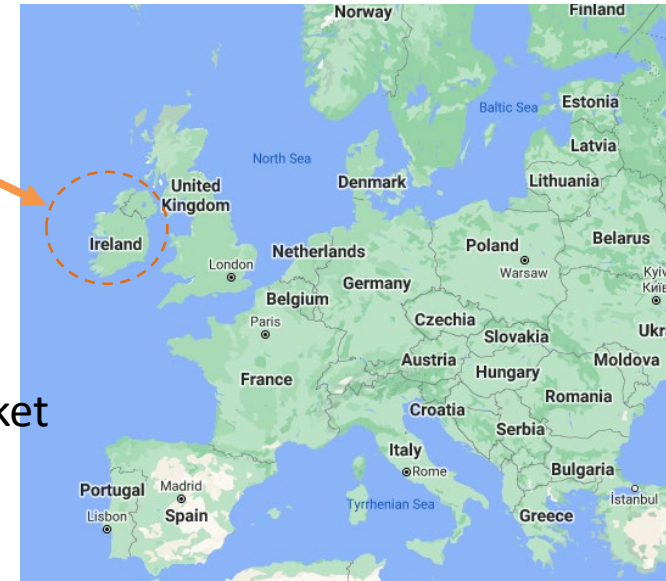 Norway
Finland
Baltic Sea
Estonia
North Sea
Latvia
United
Kingdom
Denmark
Lithuania
Ireland
London
Netherlands
Poland
Warsaw
Belarus
Germany
Belgium
Paris
Czechia
Slovakia
Austria
Hungary
Moldova
France
Romania
Croatia
Serbia
Italy
Rome
Bulgaria
Portugal
Madrid
Lisbon
Spain
Tyrrhenian Sea
İstanbul
Greece